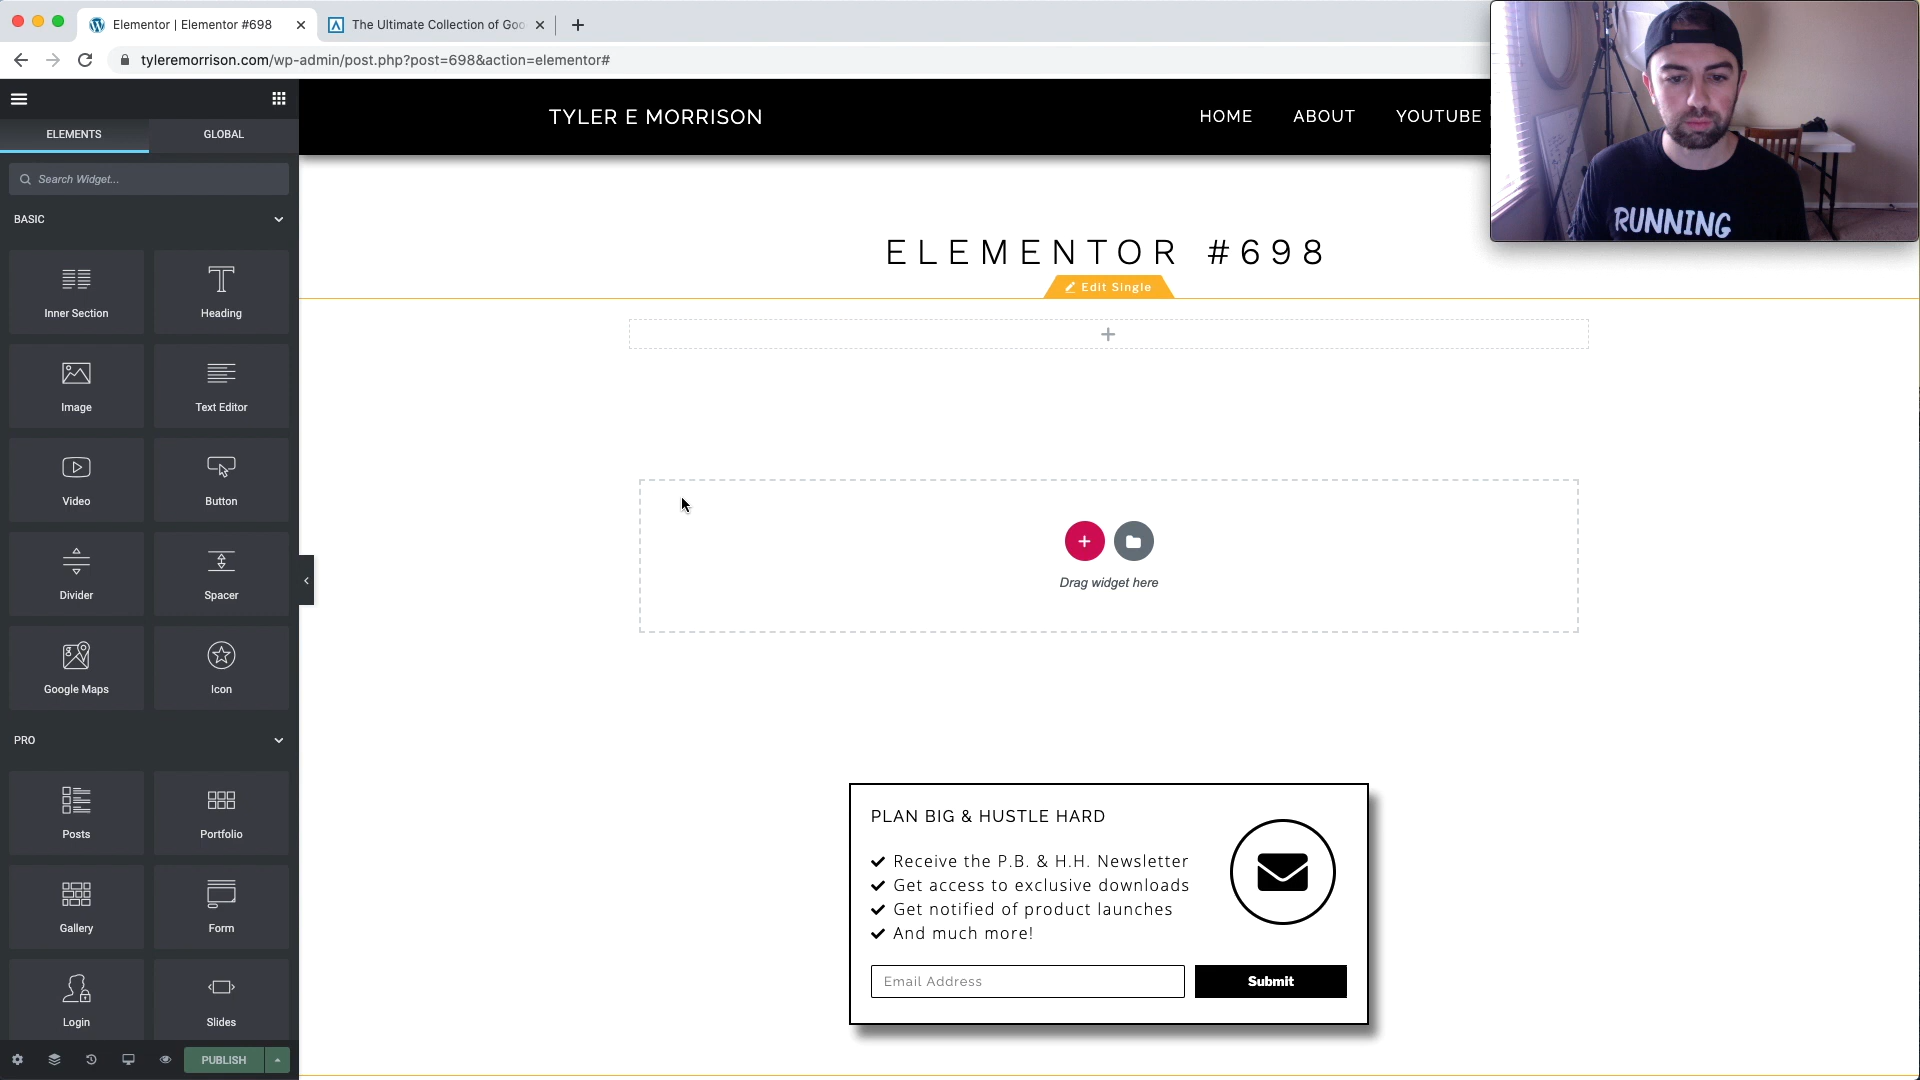 Elementor | Elementor #698
The Ultimate Collection of Goo
tyleremorrison.com/wp-admin/post.php?post=698&action=elementor#
ELEMENTS
GLOBAL
Search Widget...
BASIC
Inner Section
Heading
Image
Text Editor
Video
Button
Divider
Spacer
Google Maps
Icon
PRO
Posts
Portfolio
Gallery
Form
Login
Slides
PUBLISH
TYLER E MORRISON
HOME
ABOUT
YOUTUBE
RUNNING
ELEMENTOR #698
Edit Single
Drag widget here
PLAN BIG & HUSTLE HARD
Receive the P.B. & H.H. Newsletter
Get access to exclusive downloads
Get notified of product launches
And much more!
Email Address
Submit